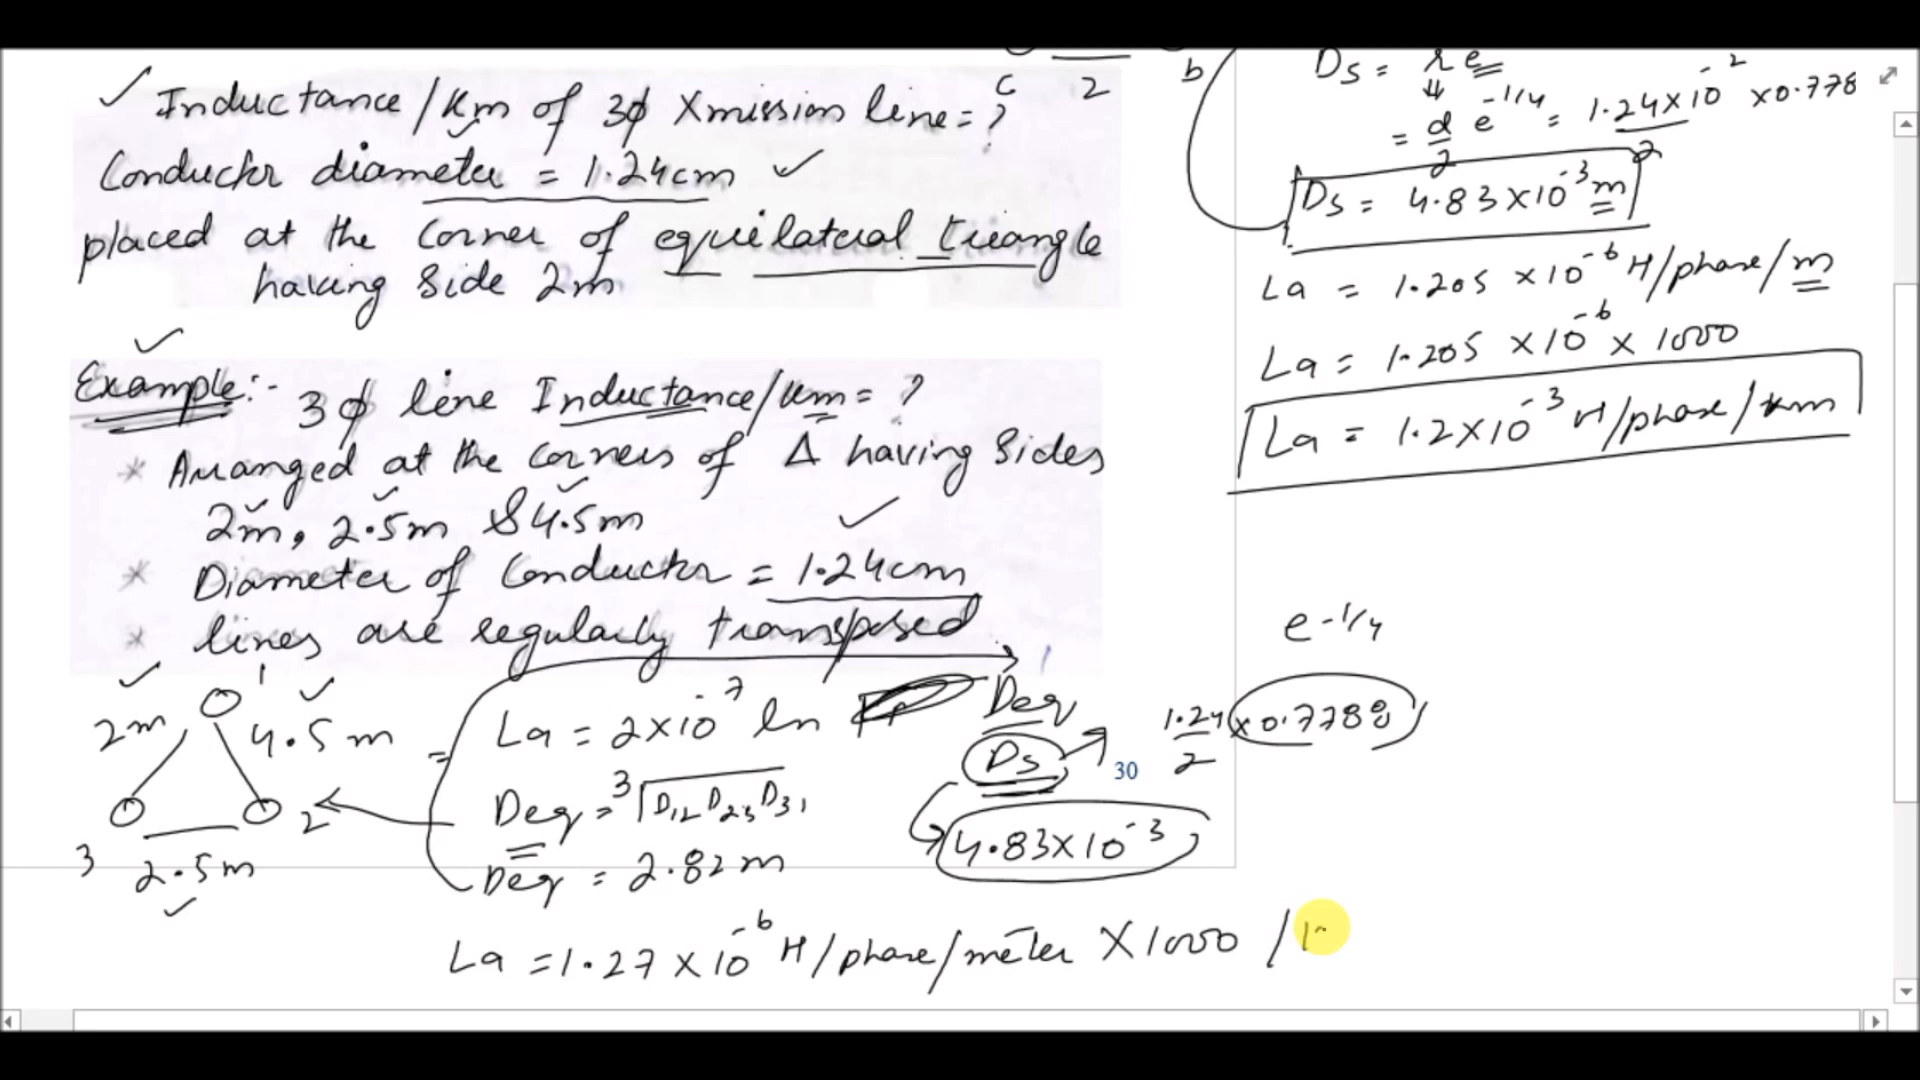 Inductance/Km of 3ϕ Xmission line = ?
Conductor diameter = 1.24cm
placed at the corner of equilateral triangle
having side 2m
Example:- 3ϕ line Inductance/Km = ?
* Arranged at the corners of Δ having sides
2m, 2.5m & 4.5m
* Diameter of conductor = 1.24cm
* lines are regularly transposed
1
2m
4.5m
2
3
2.5m
=
La = 2×10⁻⁷ ln Deq
Ds
Deq = ³√D12 D23 D31
Deq = 2.82m
4.83×10⁻³
30
La = 1.27×10⁻⁶ H/phase/meter ×1000 /
c
2
b
Ds = r e
= d/2 e^-1/4 = 1.24×10⁻² ×0.778
2
Ds = 4.83×10⁻³ m
La = 1.205 ×10⁻⁶ H/phase/m
La = 1.205 ×10⁻⁶ × 1000
La = 1.2×10⁻³ H/phase/km
e-1/4
1.24/2 ×0.7788